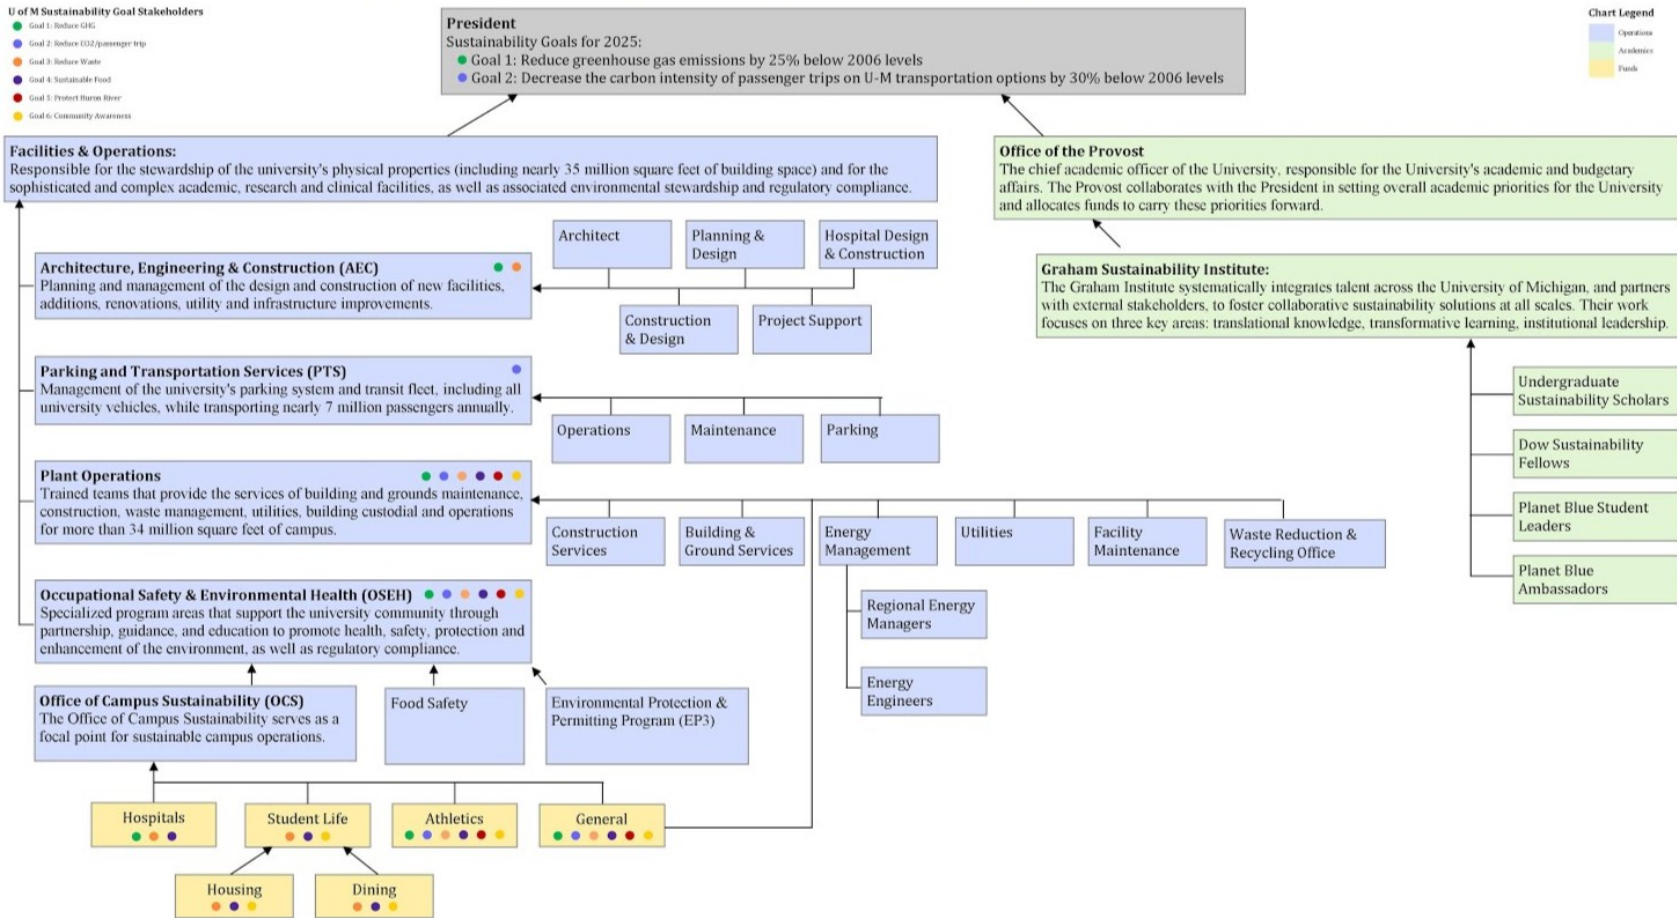 U of M Sustainability Goal Stakeholders
Goal 1: Reduce GHG
Goal 2: Reduce CO2/passenger trip
Goal 3: Reduce Waste
Goal 4: Sustainable Food
Goal 5: Protect Huron River
Goal 6: Community Awareness
President
Sustainability Goals for 2025:
Goal 1: Reduce greenhouse gas emissions by 25% below 2006 levels
Goal 2: Decrease the carbon intensity of passenger trips on U-M transportation options by 30% below 2006 levels
Chart Legend
Operations
Academics
Funds
Facilities & Operations:
Responsible for the stewardship of the university's physical properties (including nearly 35 million square feet of building space) and for the
sophisticated and complex academic, research and clinical facilities, as well as associated environmental stewardship and regulatory compliance.
Office of the Provost
The chief academic officer of the University, responsible for the University's academic and budgetary
affairs. The Provost collaborates with the President in setting overall academic priorities for the University
and allocates funds to carry these priorities forward.
Architecture, Engineering & Construction (AEC)
Planning and management of the design and construction of new facilities,
additions, renovations, utility and infrastructure improvements.
Architect
Planning &
Design
Hospital Design
& Construction
Construction
& Design
Project Support
Graham Sustainability Institute:
The Graham Institute systematically integrates talent across the University of Michigan, and partners
with external stakeholders, to foster collaborative sustainability solutions at all scales. Their work
focuses on three key areas: translational knowledge, transformative learning, institutional leadership.
Parking and Transportation Services (PTS)
Management of the university's parking system and transit fleet, including all
university vehicles, while transporting nearly 7 million passengers annually.
Operations
Maintenance
Parking
Undergraduate
Sustainability Scholars
Dow Sustainability
Fellows
Planet Blue Student
Leaders
Planet Blue
Ambassadors
Plant Operations
Trained teams that provide the services of building and grounds maintenance,
construction, waste management, utilities, building custodial and operations
for more than 34 million square feet of campus.
Construction
Services
Building &
Ground Services
Energy
Management
Utilities
Facility
Maintenance
Waste Reduction &
Recycling Office
Regional Energy
Managers
Energy
Engineers
Occupational Safety & Environmental Health (OSEH)
Specialized program areas that support the university community through
partnership, guidance, and education to promote health, safety, protection and
enhancement of the environment, as well as regulatory compliance.
Office of Campus Sustainability (OCS)
The Office of Campus Sustainability serves as a
focal point for sustainable campus operations.
Food Safety
Environmental Protection &
Permitting Program (EP3)
Hospitals
Student Life
Athletics
General
Housing
Dining